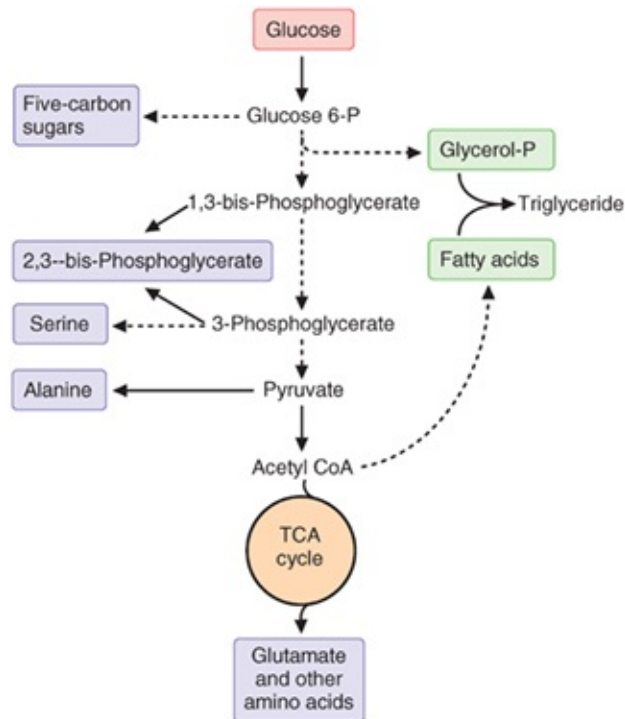 Glucose
Five-carbon
sugars
Glucose 6-P
Glycerol-P
1,3-bis-Phosphoglycerate
Triglyceride
2,3--bis-Phosphoglycerate
Fatty acids
Serine
3-Phosphoglycerate
Alanine
Pyruvate
Acetyl CoA
TCA
cycle
Glutamate
and other
amino acids